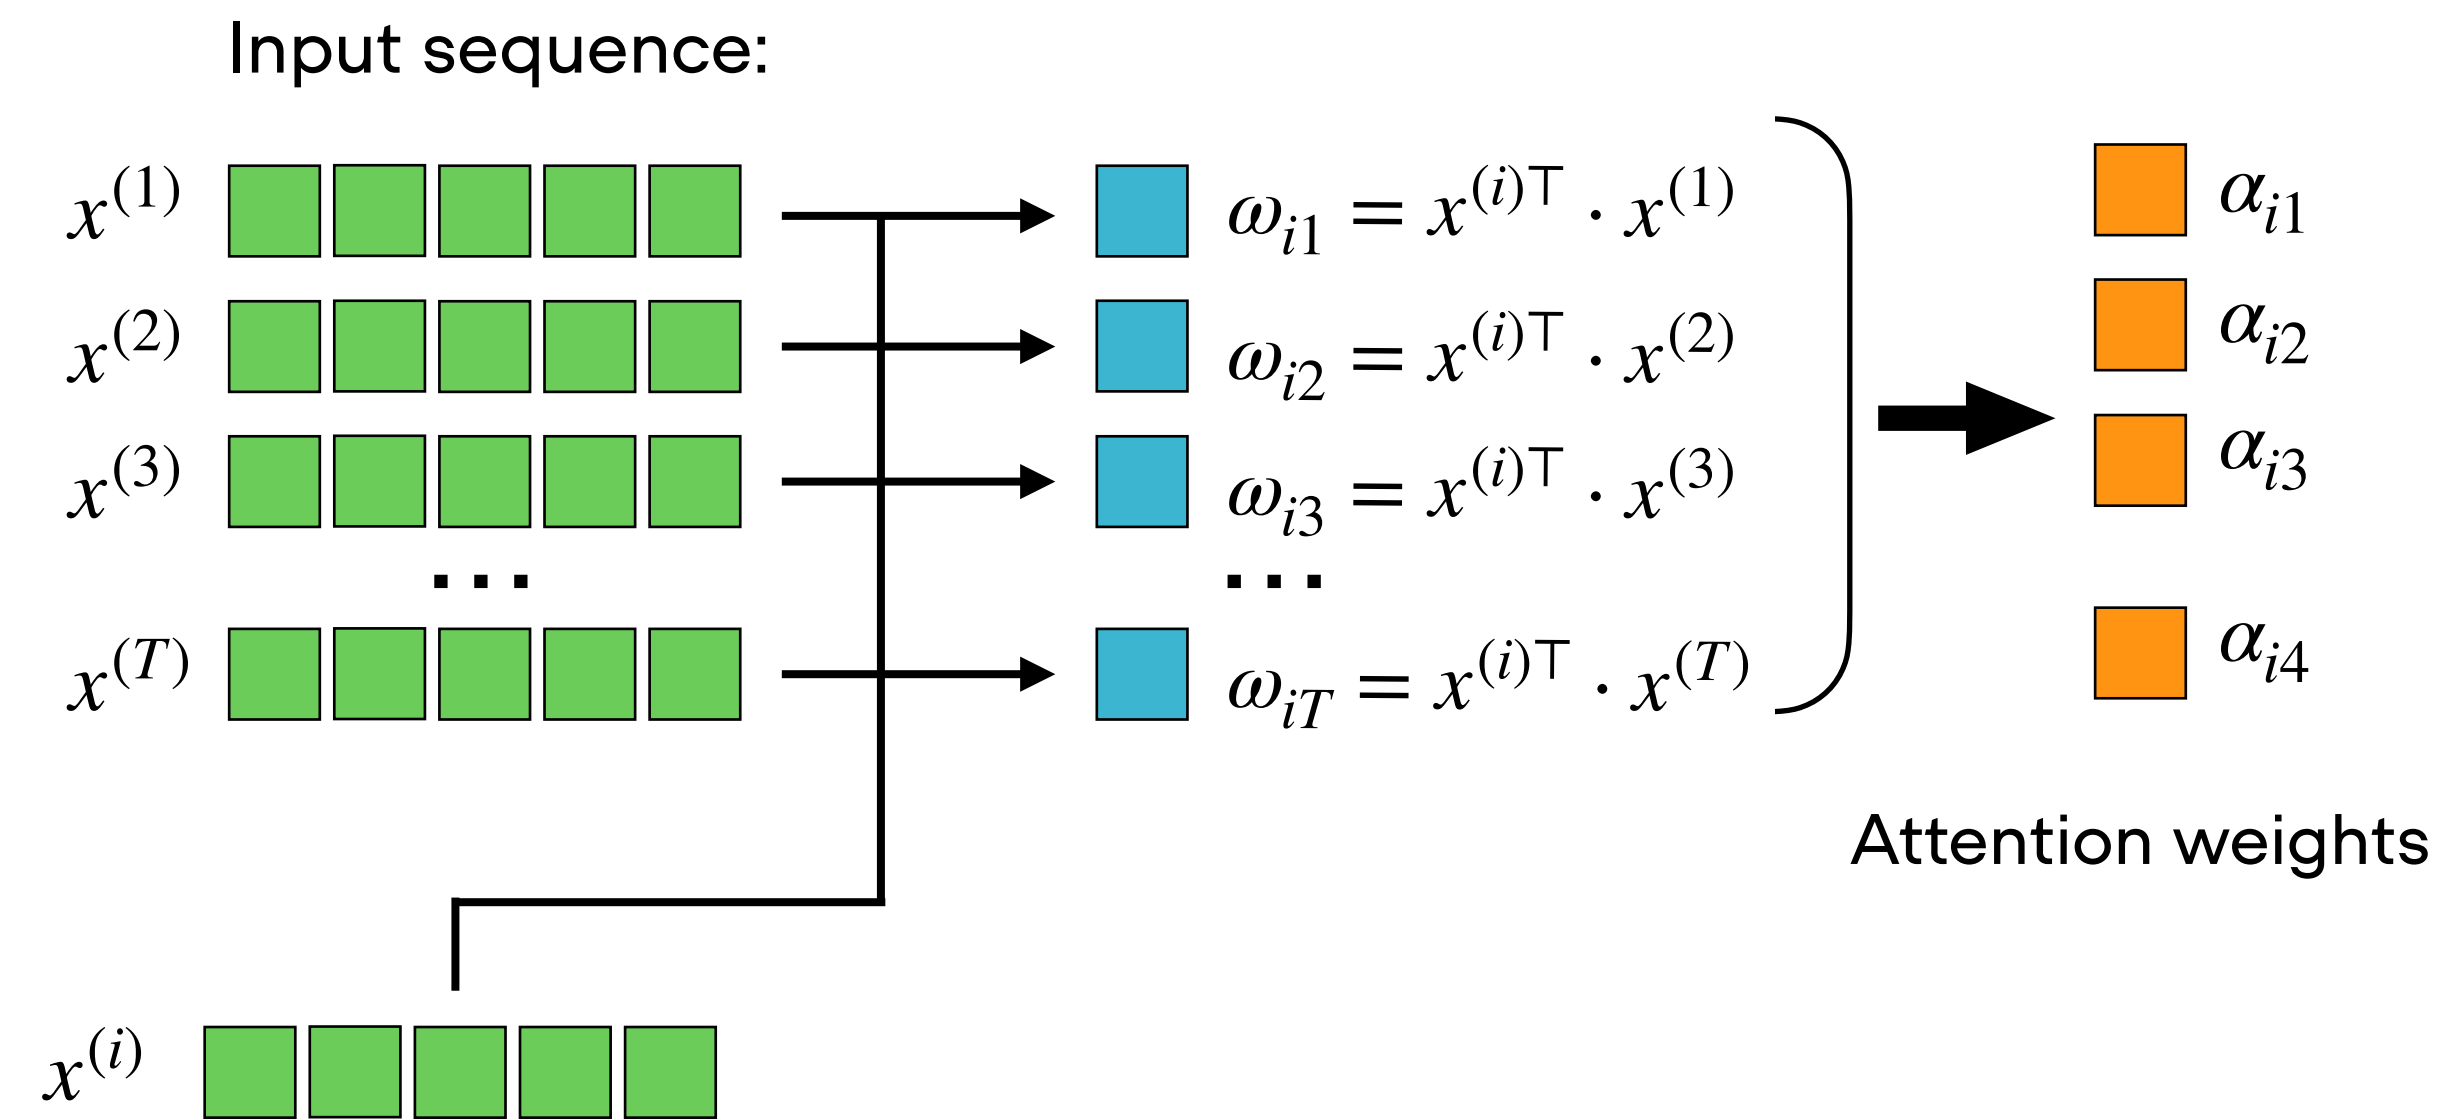 Input sequence:
x^(1) ω_i1 = x^(i)⊤ · x^(1) α_i1
x^(2) ω_i2 = x^(i)⊤ · x^(2) α_i2
x^(3) ω_i3 = x^(i)⊤ · x^(3) α_i3
... ...
x^(T) ω_iT = x^(i)⊤ · x^(T) α_i4
Attention weights
x^(i)